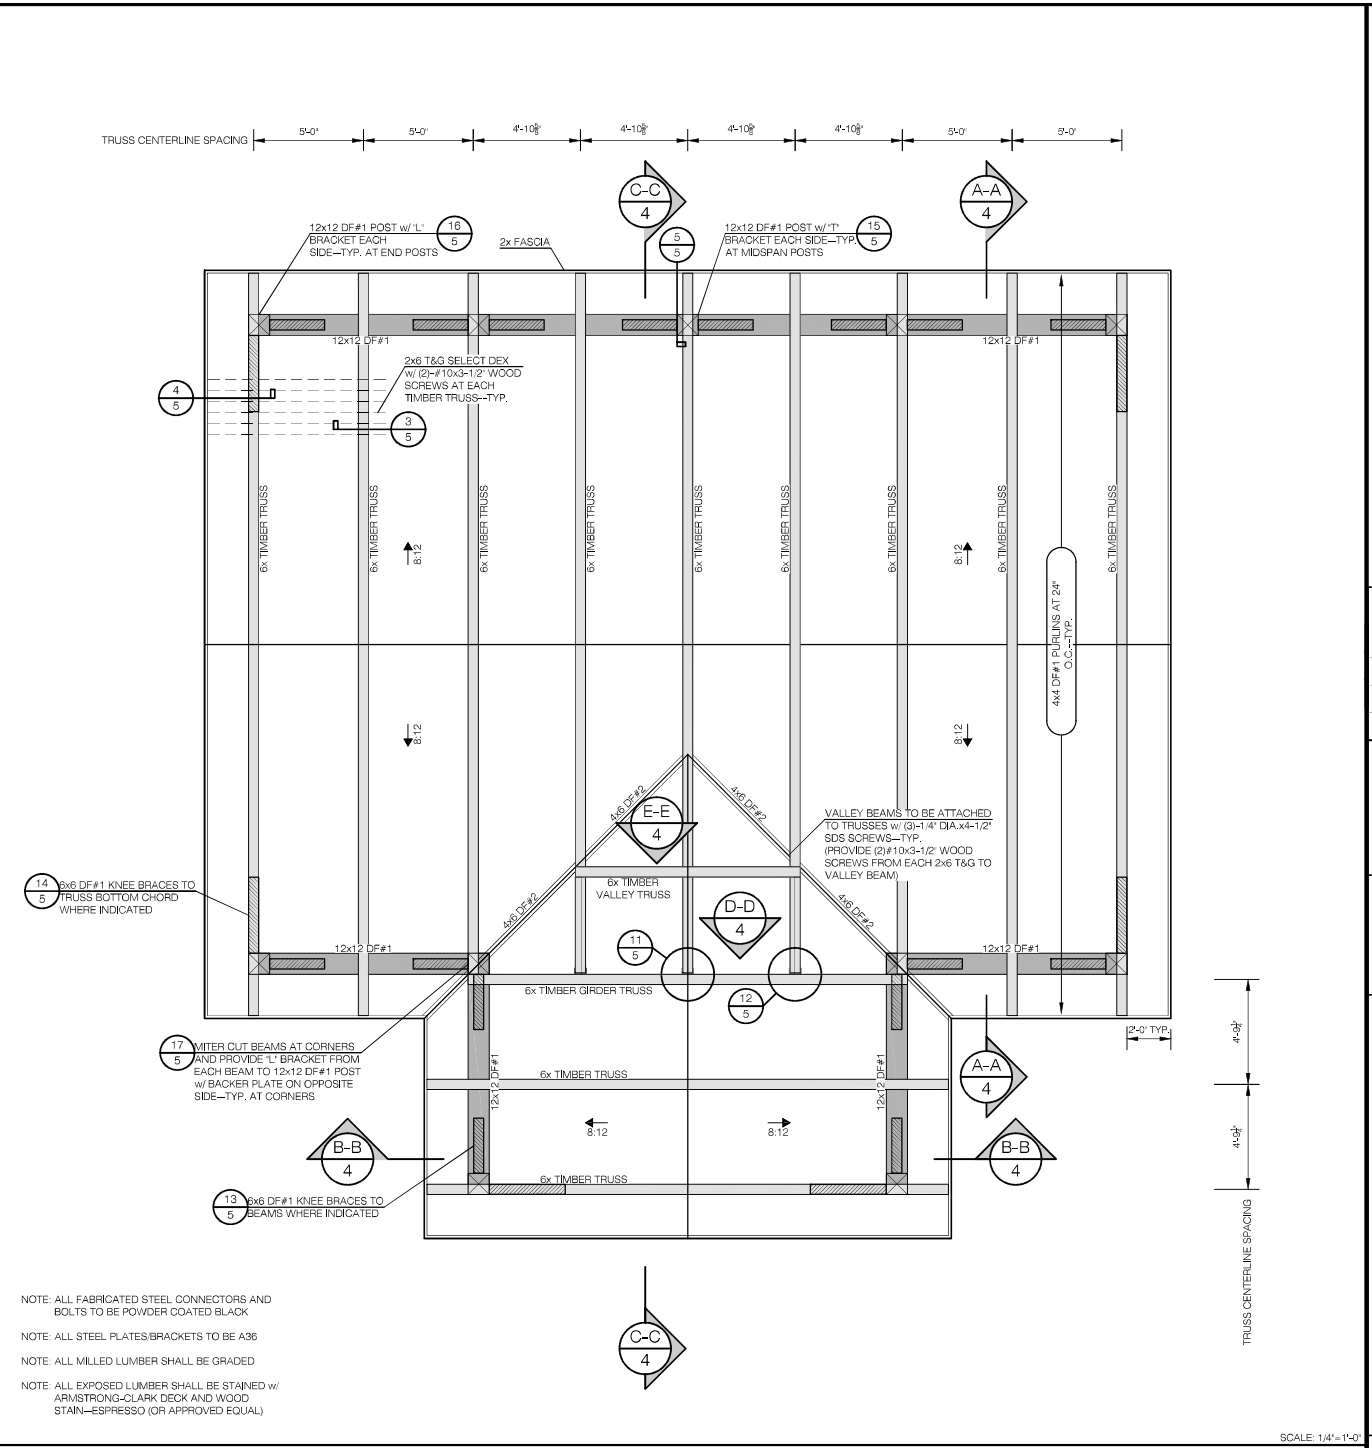 TRUSS CENTERLINE SPACING
5'-0"
5'-0"
4'-10⅝"
4'-10⅝"
4'-10⅝"
4'-10⅝"
5'-0"
5'-0"
C-C
4
A-A
4
12x12 DF#1 POST w/ "L"
BRACKET EACH
SIDE—TYP. AT END POSTS
16
5
2x FASCIA
5
5
12x12 DF#1 POST w/ "T"
BRACKET EACH SIDE—TYP.
AT MIDSPAN POSTS
15
5
12x12 DF#1
12x12 DF#1
2x6 T&G SELECT DEX
w/ (2)-#10x3-1/2" WOOD
SCREWS AT EACH
TIMBER TRUSS--TYP.
4
5
3
5
6x TIMBER TRUSS
6x TIMBER TRUSS
6x TIMBER TRUSS
6x TIMBER TRUSS
6x TIMBER TRUSS
6x TIMBER TRUSS
6x TIMBER TRUSS
6x TIMBER TRUSS
6x TIMBER TRUSS
8:12
8:12
4x4 DF#1 PURLINS AT 24"
O.C.--TYP.
8:12
8:12
4x6 DF#2
4x6 DF#2
E-E
4
VALLEY BEAMS TO BE ATTACHED
TO TRUSSES w/ (3)-1/4" DIA.x4-1/2"
SDS SCREWS—TYP.
(PROVIDE (2)#10x3-1/2" WOOD
SCREWS FROM EACH 2x6 T&G TO
VALLEY BEAM)
6x TIMBER
VALLEY TRUSS
14
5
6x6 DF#1 KNEE BRACES TO
TRUSS BOTTOM CHORD
WHERE INDICATED
4x6 DF#2
4x6 DF#2
D-D
4
11
5
12x12 DF#1
12x12 DF#1
6x TIMBER GIRDER TRUSS
12
5
2'-0" TYP.
4'-9¼"
17
5
MITER CUT BEAMS AT CORNERS
AND PROVIDE "L" BRACKET FROM
EACH BEAM TO 12x12 DF#1 POST
w/ BACKER PLATE ON OPPOSITE
SIDE—TYP. AT CORNERS
12x12 DF#1
6x TIMBER TRUSS
12x12 DF#1
A-A
4
8:12
8:12
B-B
4
B-B
4
4'-9¼"
6x TIMBER TRUSS
13
5
6x6 DF#1 KNEE BRACES TO
BEAMS WHERE INDICATED
TRUSS CENTERLINE SPACING
C-C
4
NOTE: ALL FABRICATED STEEL CONNECTORS AND
BOLTS TO BE POWDER COATED BLACK
NOTE: ALL STEEL PLATES/BRACKETS TO BE A36
NOTE: ALL MILLED LUMBER SHALL BE GRADED
NOTE: ALL EXPOSED LUMBER SHALL BE STAINED w/
ARMSTRONG-CLARK DECK AND WOOD
STAIN—ESPRESSO (OR APPROVED EQUAL)
SCALE: 1/4"=1'-0"